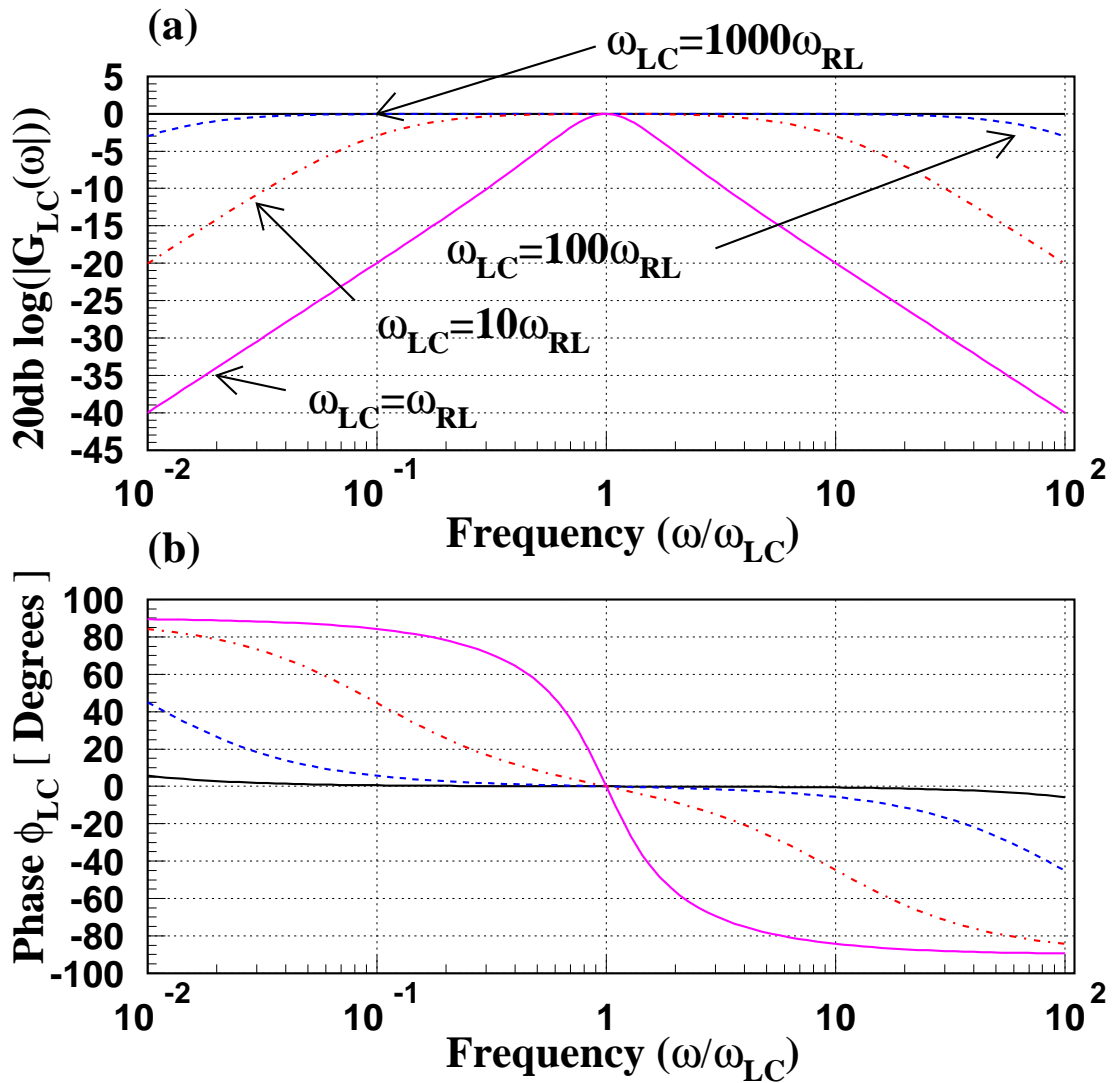 (a)
ω_LC=1000ω_RL
20db log(|G_LC(ω|))
5
0
-5
-10
-15
-20
-25
-30
-35
-40
-45
ω_LC=100ω_RL
ω_LC=10ω_RL
ω_LC=ω_RL
10^-2 10^-1 1 10 10^2
Frequency (ω/ω_LC)
(b)
Phase ϕ_LC [ Degrees ]
100
80
60
40
20
0
-20
-40
-60
-80
-100
10^-2 10^-1 1 10 10^2
Frequency (ω/ω_LC)